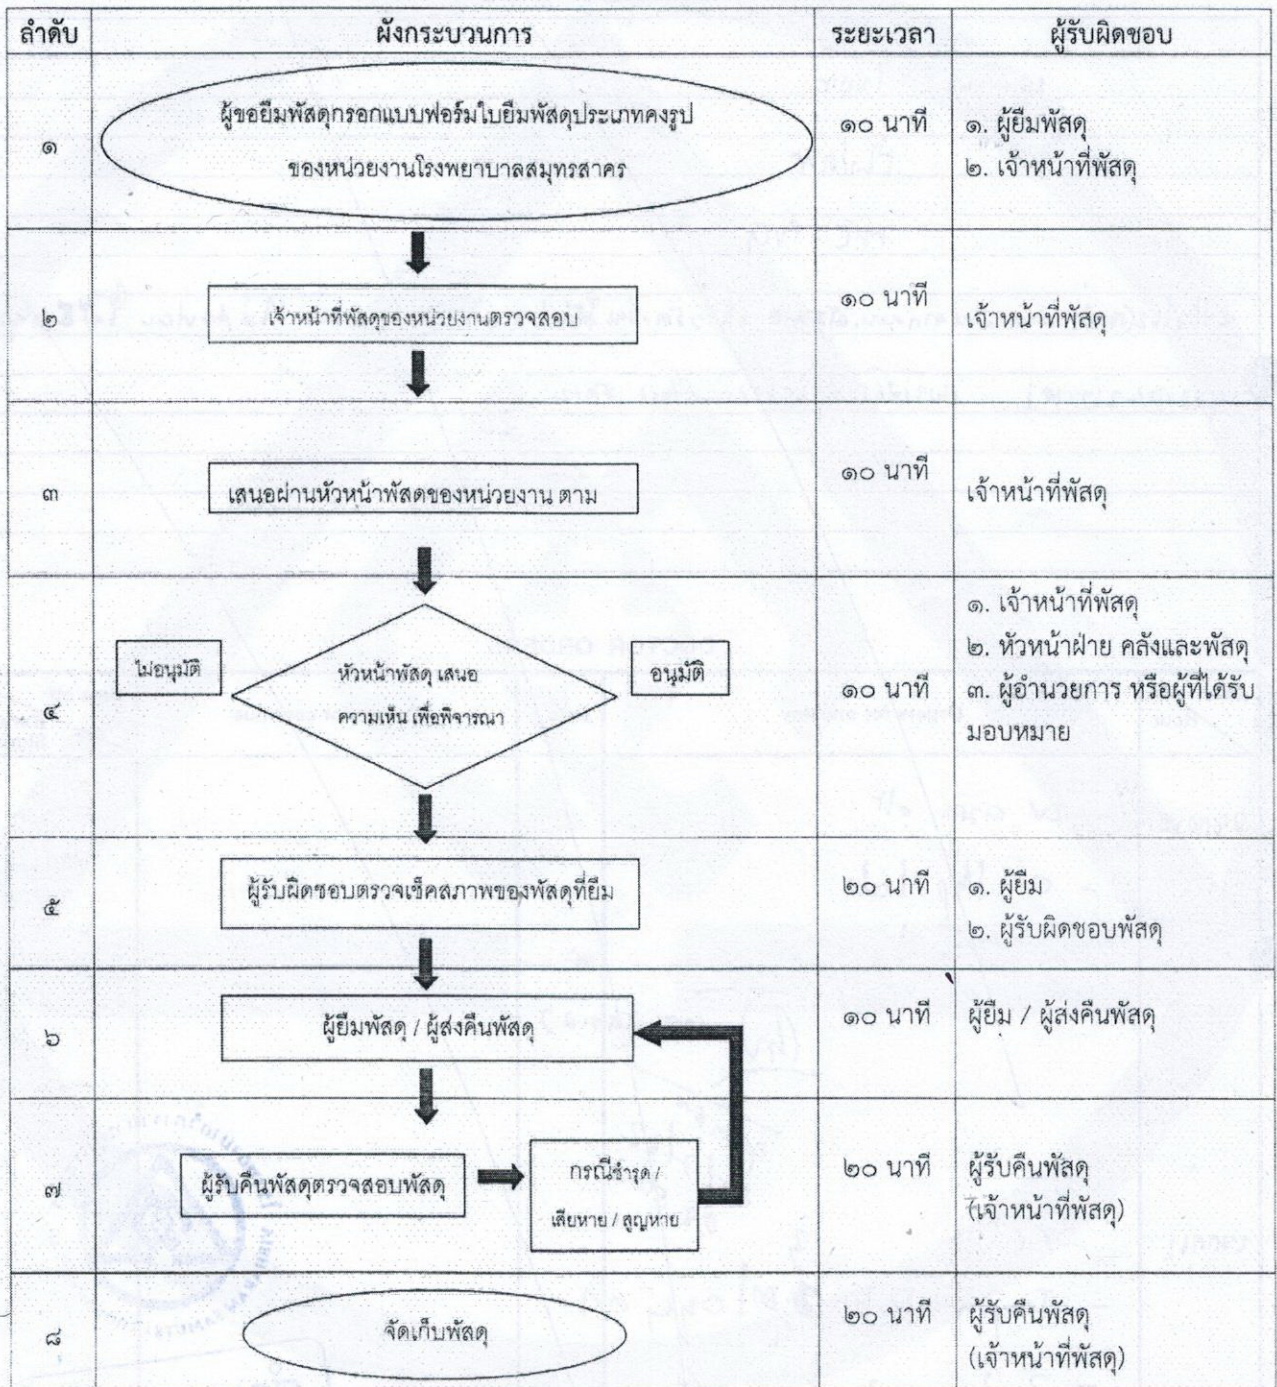 ลำดับ ผังกระบวนการ ระยะเวลา ผู้รับผิดชอบ
๑
ผู้ขอยืมพัสดุกรอกแบบฟอร์มใบยืมพัสดุประเภทคงรูป
ของหน่วยงานโรงพยาบาลสมุทรสาคร
๑๐ นาที
๑. ผู้ยืมพัสดุ
๒. เจ้าหน้าที่พัสดุ
๒
เจ้าหน้าที่พัสดุของหน่วยงานตรวจสอบ
๑๐ นาที
เจ้าหน้าที่พัสดุ
๓
เสนอผ่านหัวหน้าพัสดุของหน่วยงาน ตาม
๑๐ นาที
เจ้าหน้าที่พัสดุ
๔
ไม่อนุมัติ
หัวหน้าพัสดุ เสนอ
ความเห็น เพื่อพิจารณา
อนุมัติ
๑๐ นาที
๑. เจ้าหน้าที่พัสดุ
๒. หัวหน้าฝ่าย คลังและพัสดุ
๓. ผู้อำนวยการ หรือผู้ที่ได้รับ
มอบหมาย
๕
ผู้รับผิดชอบตรวจเช็คสภาพของพัสดุที่ยืม
๒๐ นาที
๑. ผู้ยืม
๒. ผู้รับผิดชอบพัสดุ
๖
ผู้ยืมพัสดุ / ผู้ส่งคืนพัสดุ
๑๐ นาที
ผู้ยืม / ผู้ส่งคืนพัสดุ
๗
ผู้รับคืนพัสดุตรวจสอบพัสดุ
กรณีชำรุด /
เสียหาย / สูญหาย
๒๐ นาที
ผู้รับคืนพัสดุ
(เจ้าหน้าที่พัสดุ)
๘
จัดเก็บพัสดุ
๒๐ นาที
ผู้รับคืนพัสดุ
(เจ้าหน้าที่พัสดุ)